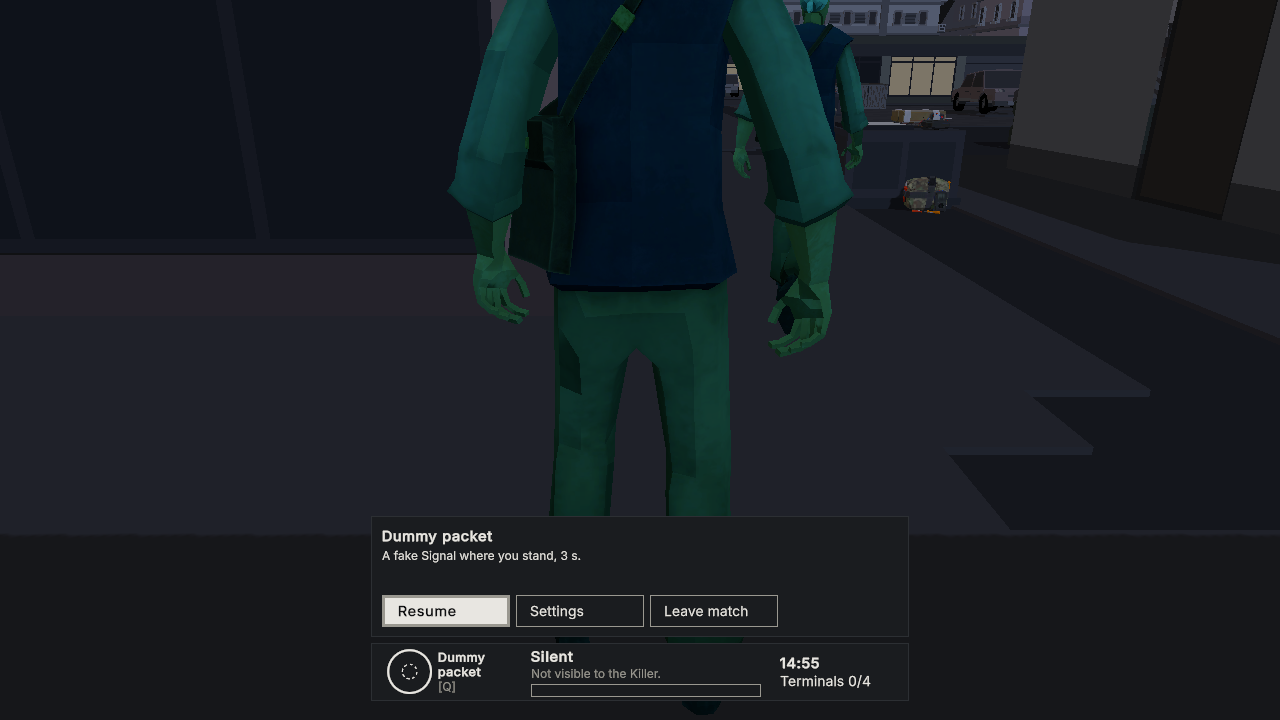 Dummy packet
A fake Signal where you stand, 3 s.
Resume
Settings
Leave match
Dummy
packet
[Q]
Silent
Not visible to the Killer.
14:55
Terminals 0/4